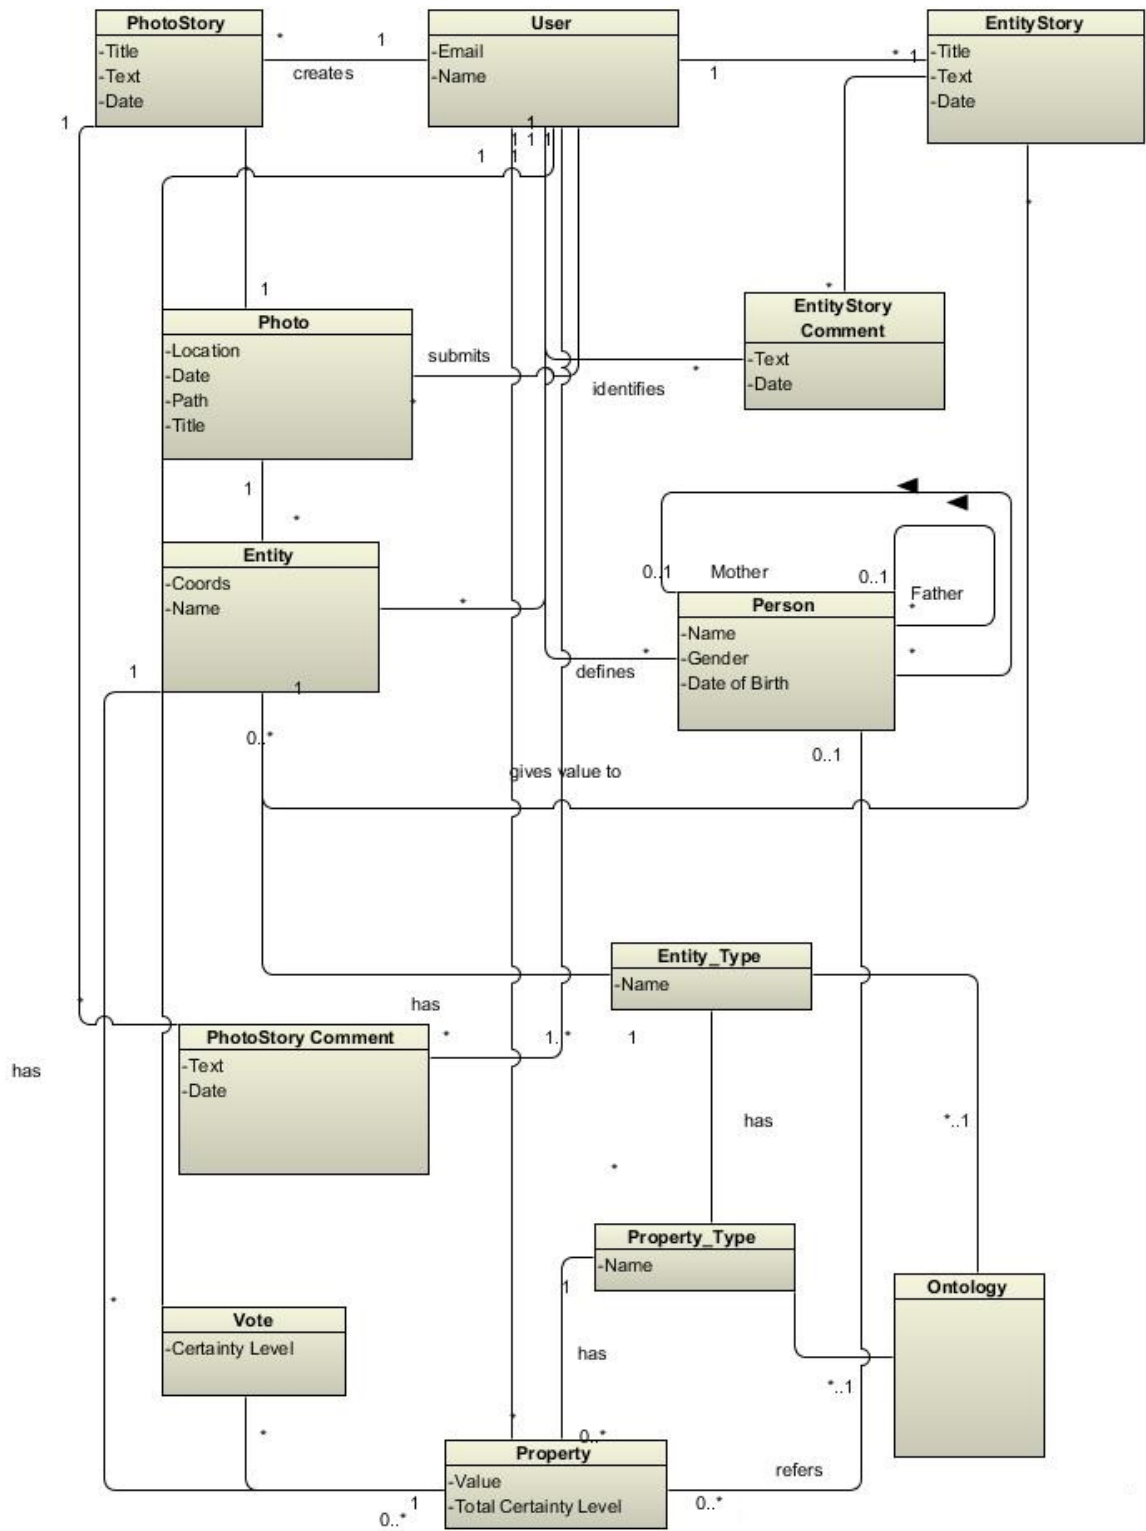 PhotoStory
-Title
-Text
-Date
User
-Email
-Name
EntityStory
-Title
-Text
-Date
*
1
creates
1
*
1
1
1
1 1 1
1 1
*
1
*
Photo
-Location
-Date
-Path
-Title
submits
*
EntityStory
Comment
-Text
-Date
*
identifies
1
*
Entity
-Coords
-Name
*
0..1
Mother
0..1
Father
*
*
Person
-Name
-Gender
-Date of Birth
*
defines
1
1
0..*
0..1
gives value to
Entity_Type
-Name
*
has
*
1..*
1
PhotoStory Comment
-Text
-Date
has
has
*..1
*
Property_Type
-Name
1
Ontology
*
Vote
-Certainty Level
has
*..1
*
*
0..*
Property
-Value
-Total Certainty Level
refers
1
0..*
0..*